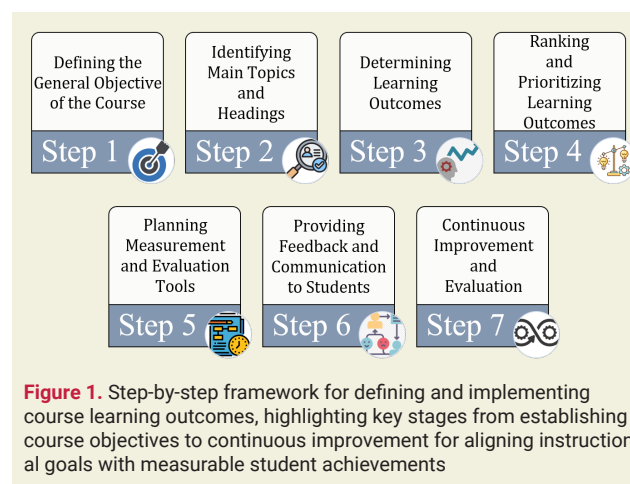 Defining the
General Objective
of the Course
Step 1
Identifying
Main Topics
and
Headings
Step 2
Determining
Learning
Outcomes
Step 3
Ranking
and
Prioritizing
Learning
Outcomes
Step 4
Planning
Measurement
and Evaluation
Tools
Step 5
Providing
Feedback and
Communication
to Students
Step 6
Continuous
Improvement
and
Evaluation
Step 7
Figure 1. Step-by-step framework for defining and implementing
course learning outcomes, highlighting key stages from establishing
course objectives to continuous improvement for aligning instruction
al goals with measurable student achievements